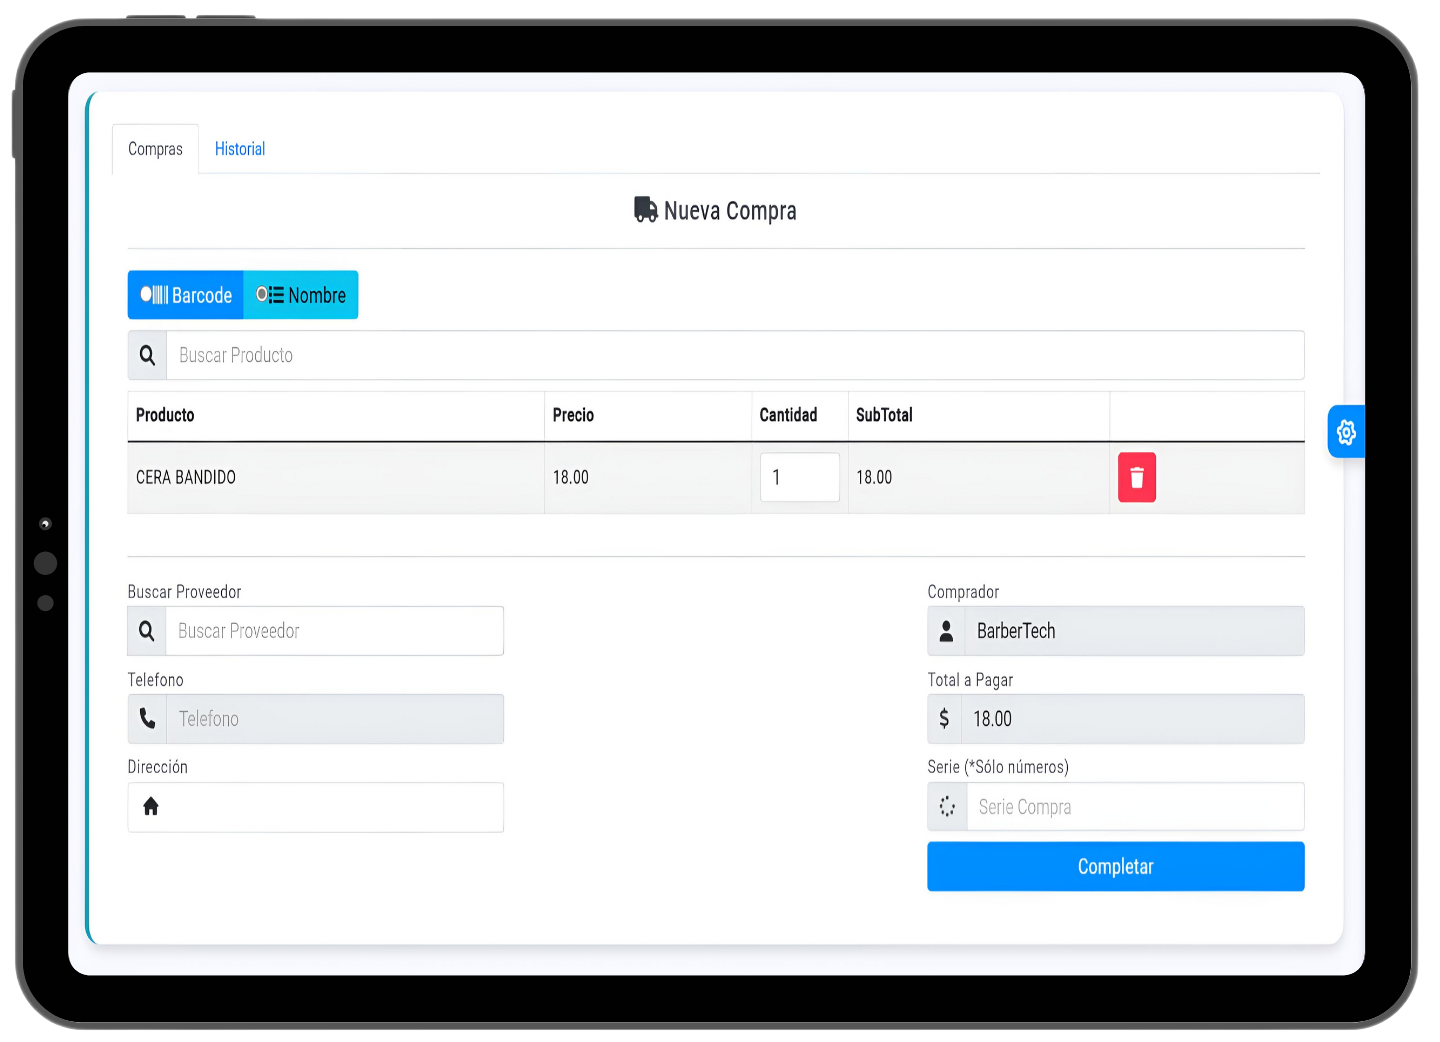 Compras Historial
Nueva Compra
Barcode Nombre
Buscar Producto
Producto Precio Cantidad SubTotal
CERA BANDIDO 18.00 1 18.00
Buscar Proveedor
Buscar Proveedor
Telefono
Telefono
Dirección
Comprador
BarberTech
Total a Pagar
$ 18.00
Serie (*Sólo números)
Serie Compra
Completar